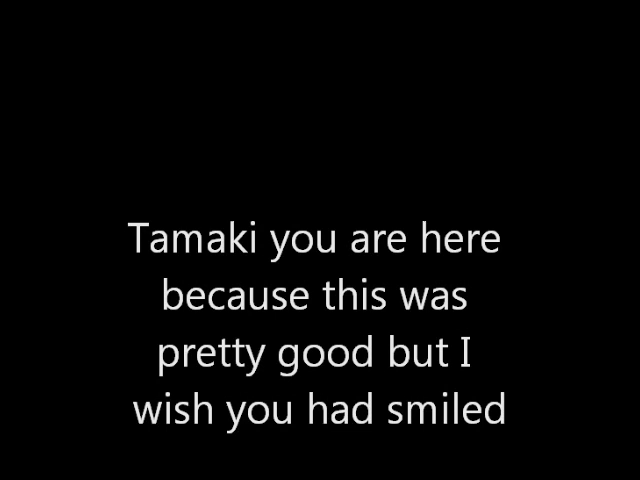 Tamaki you are here
because this was
pretty good but I
wish you had smiled